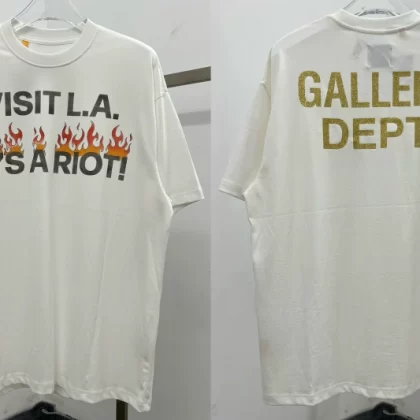 VISIT L.A.
'S A RIOT!
GALLE
DEPT